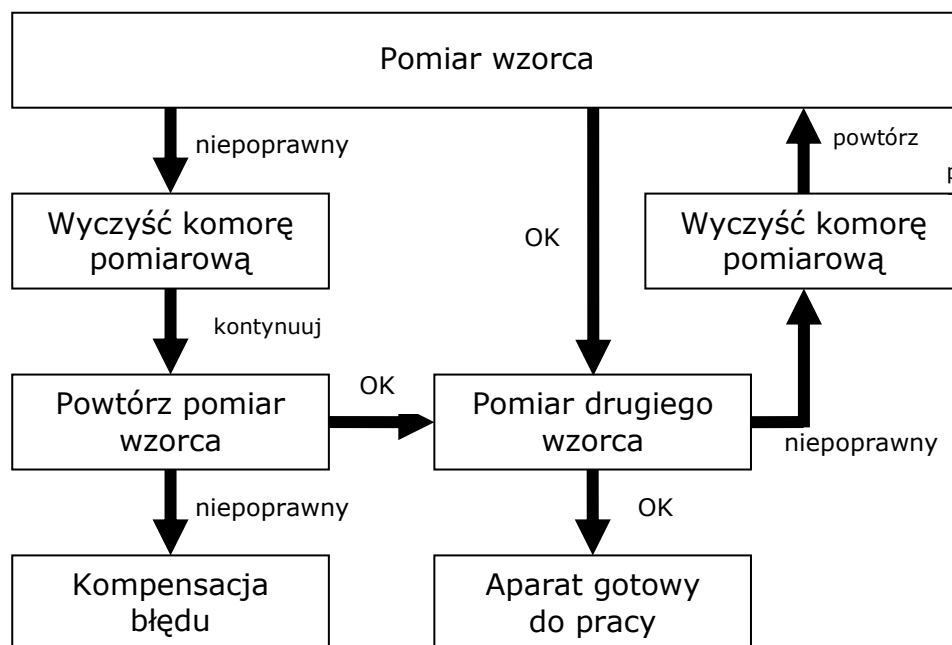 Pomiar wzorca
niepoprawny
powtórz
Wyczyść komorę
pomiarową
OK
Wyczyść komorę
pomiarową
kontynuuj
Powtórz pomiar
wzorca
OK
Pomiar drugiego
wzorca
niepoprawny
niepoprawny
OK
Kompensacja
błędu
Aparat gotowy
do pracy